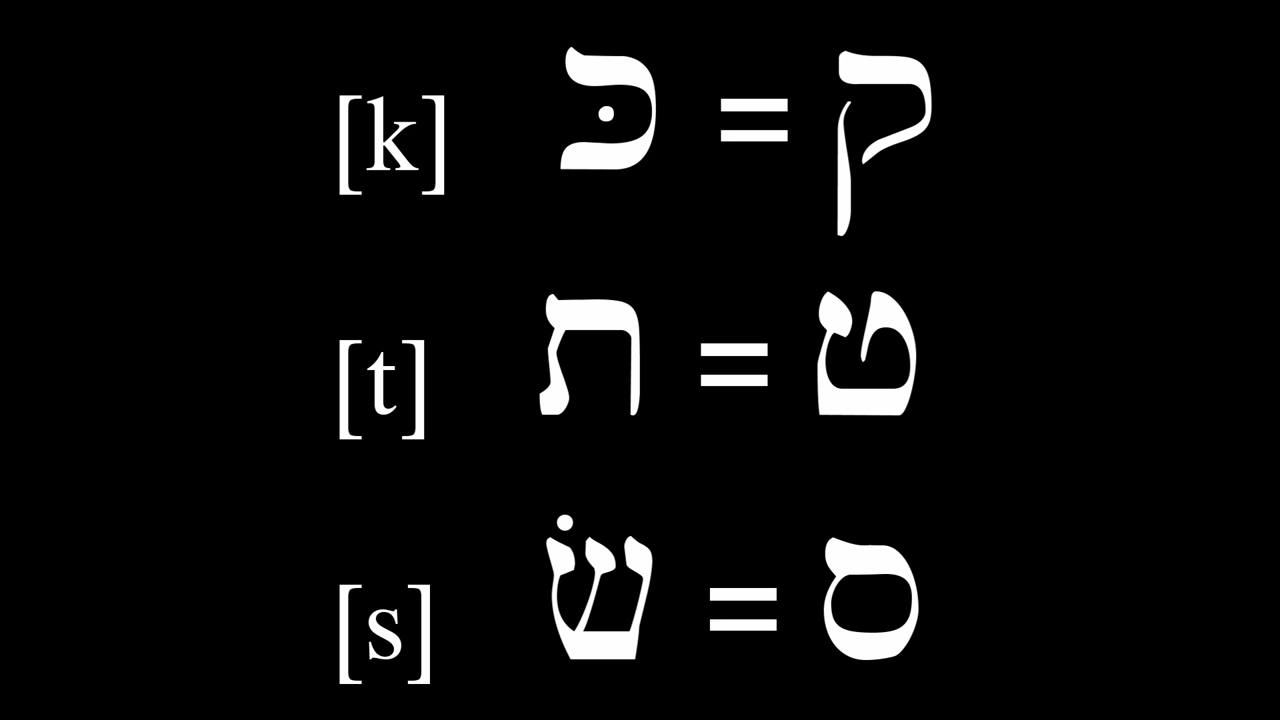 [k] כּ = ק
[t] ת = ט
[s] שׂ = ס